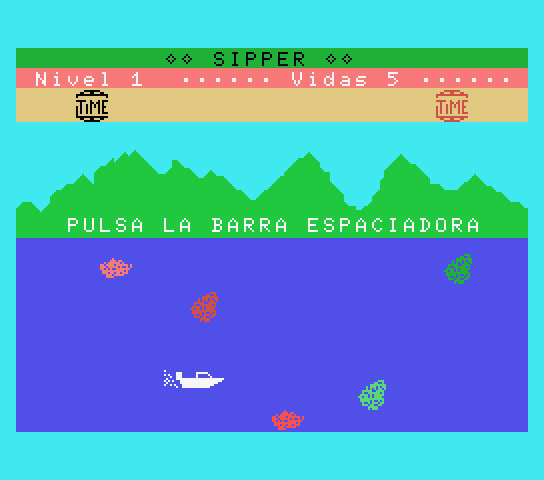 ◇◇ SIPPER ◇◇
Nivel 1 ...... Vidas 5 ......
TiME TiME
PULSA LA BARRA ESPACIADORA